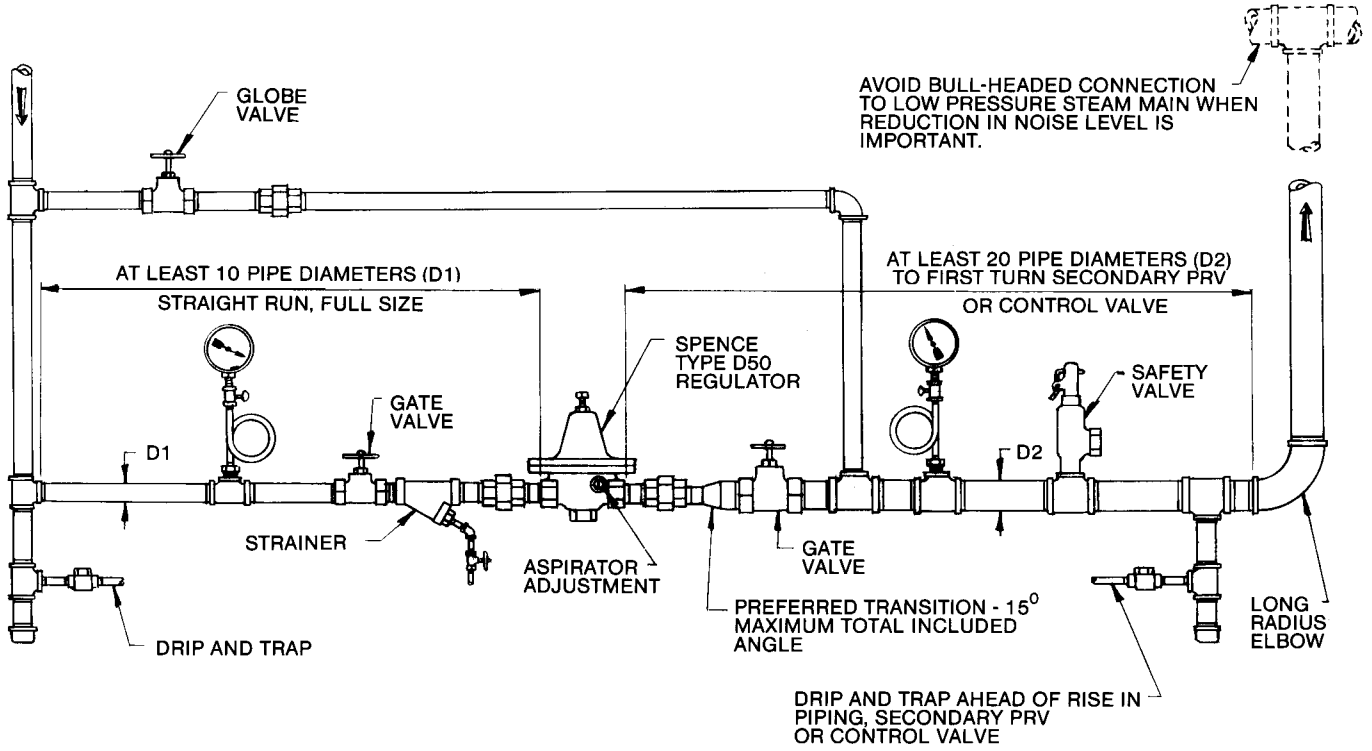 GLOBE
VALVE
AVOID BULL-HEADED CONNECTION
TO LOW PRESSURE STEAM MAIN WHEN
REDUCTION IN NOISE LEVEL IS
IMPORTANT.
AT LEAST 10 PIPE DIAMETERS (D1)
STRAIGHT RUN, FULL SIZE
AT LEAST 20 PIPE DIAMETERS (D2)
TO FIRST TURN SECONDARY PRV
OR CONTROL VALVE
SPENCE
TYPE D50
REGULATOR
SAFETY
VALVE
GATE
VALVE
D1
D2
STRAINER
ASPIRATOR
ADJUSTMENT
GATE
VALVE
PREFERRED TRANSITION - 15⁰
MAXIMUM TOTAL INCLUDED
ANGLE
LONG
RADIUS
ELBOW
DRIP AND TRAP
DRIP AND TRAP AHEAD OF RISE IN
PIPING, SECONDARY PRV
OR CONTROL VALVE